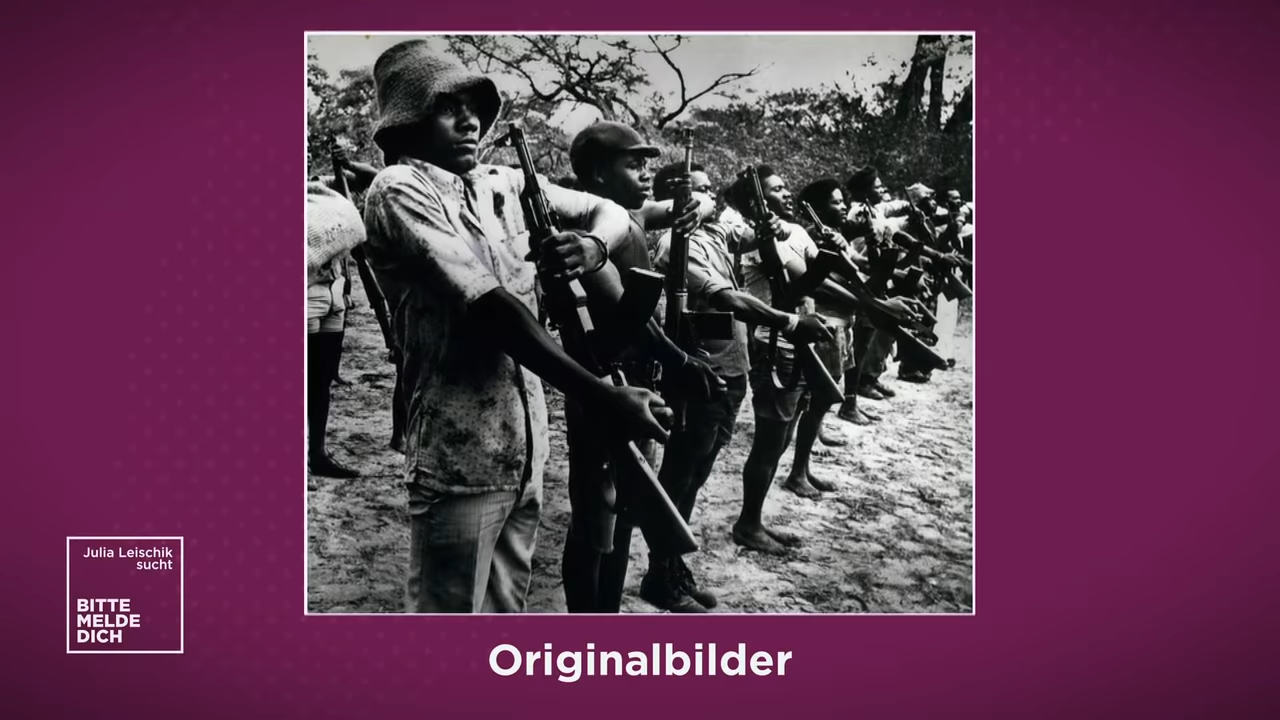 Julia Leischik
sucht
BITTE
MELDE
DICH
Originalbilder